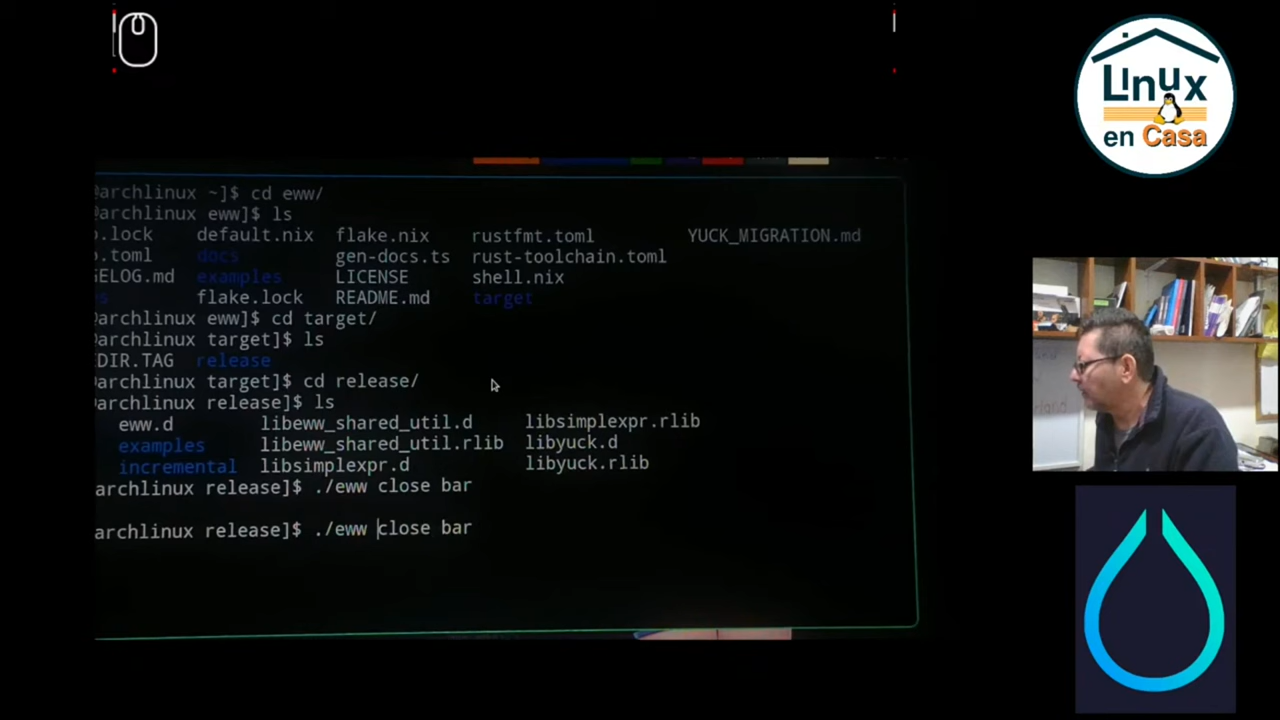 Linux
en Casa
@archlinux ~]$ cd eww/
@archlinux eww]$ ls
o.lock default.nix flake.nix rustfmt.toml YUCK_MIGRATION.md
o.toml docs gen-docs.ts rust-toolchain.toml
GELOG.md examples LICENSE shell.nix
s flake.lock README.md target
@archlinux eww]$ cd target/
@archlinux target]$ ls
EDIR.TAG release
@archlinux target]$ cd release/
@archlinux release]$ ls
eww.d libeww_shared_util.d libsimplexpr.rlib
examples libeww_shared_util.rlib libyuck.d
incremental libsimplexpr.d libyuck.rlib
archlinux release]$ ./eww close bar
archlinux release]$ ./eww close bar